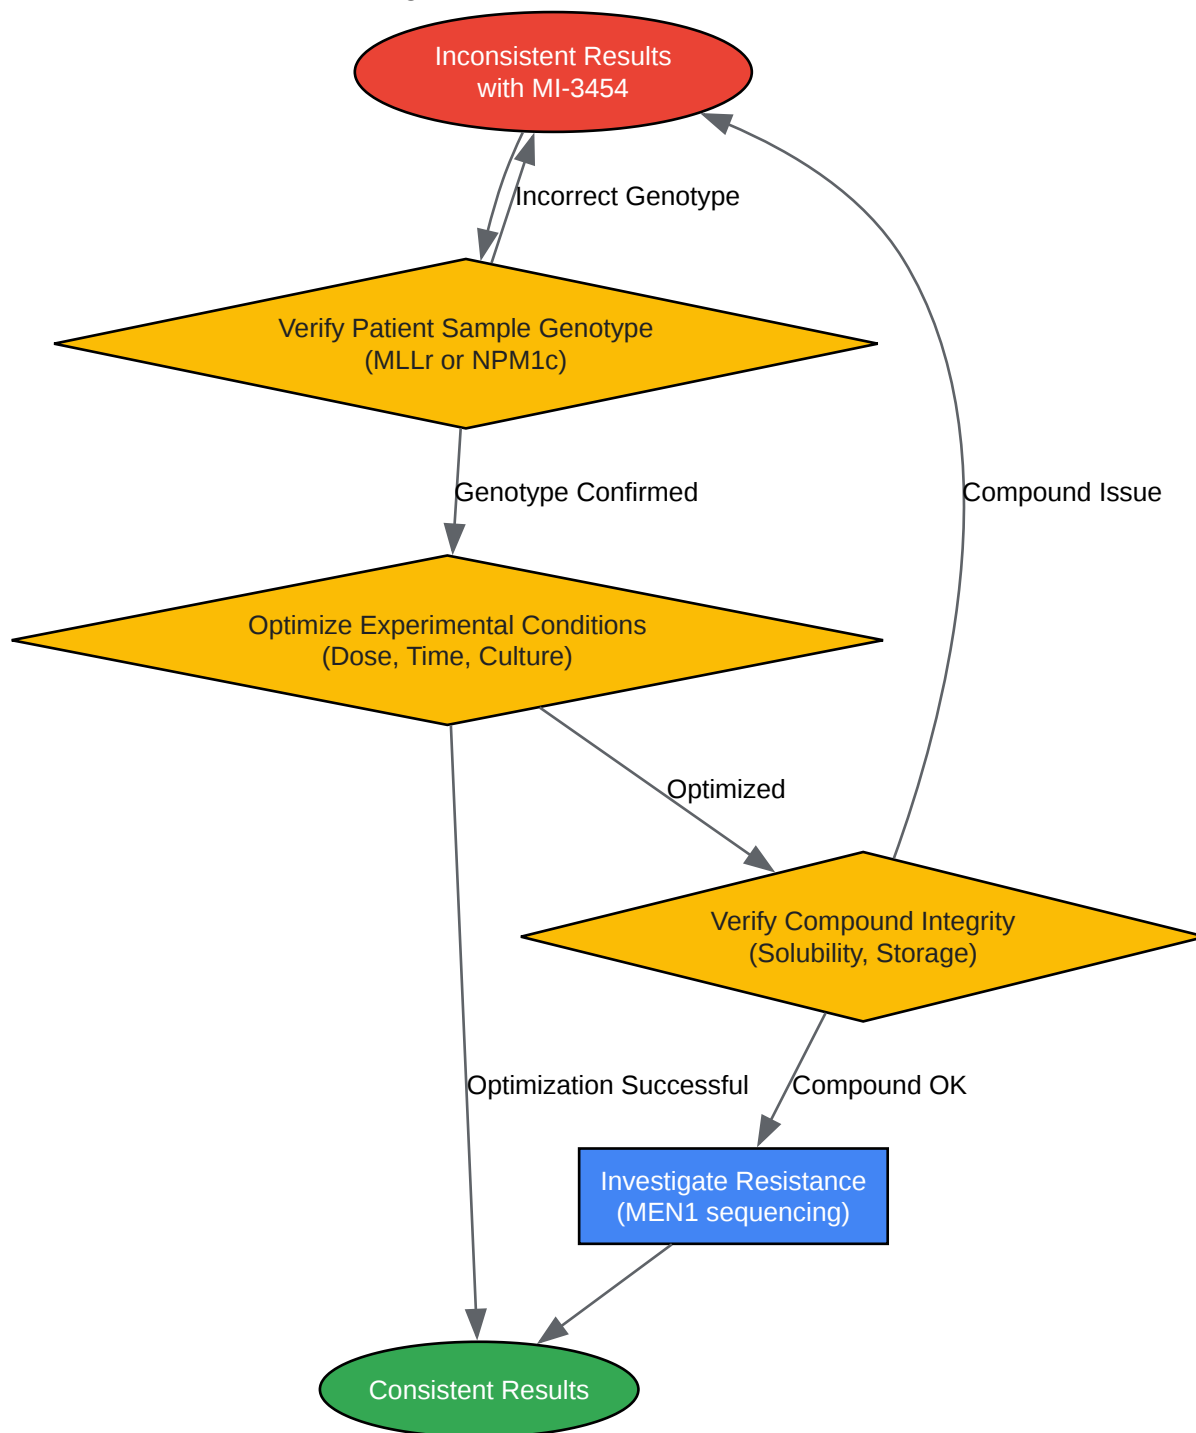 Inconsistent Results
with MI-3454
Incorrect Genotype
Verify Patient Sample Genotype
(MLLr or NPM1c)
Genotype Confirmed
Compound Issue
Optimize Experimental Conditions
(Dose, Time, Culture)
Optimized
Verify Compound Integrity
(Solubility, Storage)
Optimization Successful
Compound OK
Investigate Resistance
(MEN1 sequencing)
Consistent Results